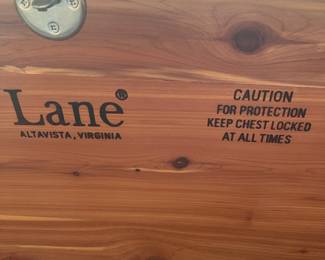 Lane®
ALTAVISTA, VIRGINIA
CAUTION
FOR PROTECTION
KEEP CHEST LOCKED
AT ALL TIMES